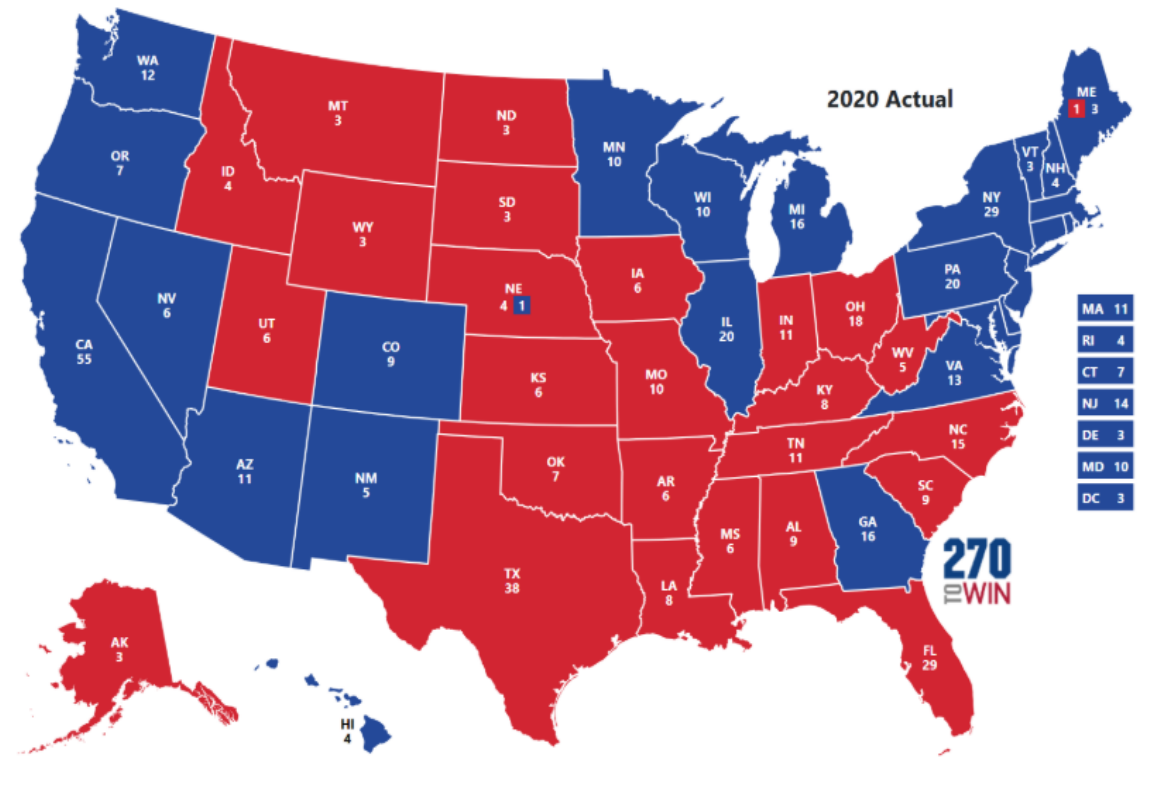 2020 Actual
WA
12
MT
3
ND
3
MN
10
ME
1 3
OR
7
ID
4
WY
3
SD
3
WI
10
MI
16
VT
3
NH
4
NY
29
NV
6
UT
6
CO
9
NE
4 1
IA
6
IL
20
IN
11
OH
18
PA
20
MA 11
RI 4
CT 7
NJ 14
DE 3
MD 10
DC 3
CA
55
KS
6
MO
10
KY
8
WV
5
VA
13
AZ
11
NM
5
OK
7
AR
6
TN
11
NC
15
SC
9
TX
38
LA
8
MS
6
AL
9
GA
16
270
TO WIN
FL
29
AK
3
HI
4